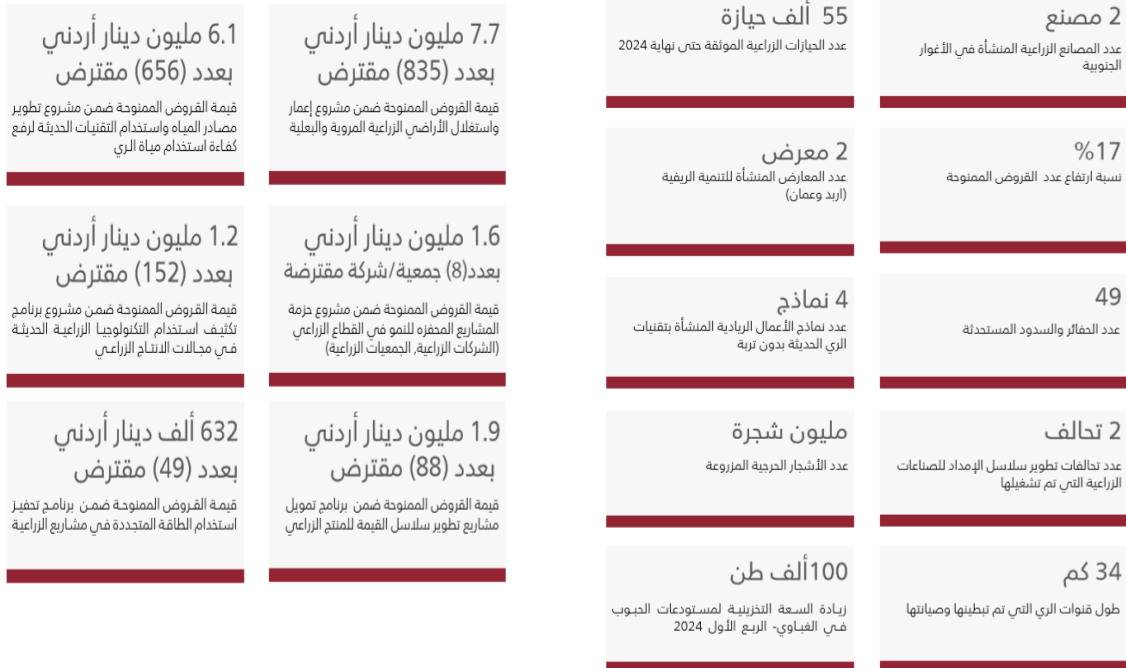 2 مصنع
عدد المصانع الزراعية المنشأة في الأغوار
الجنوبية
55 ألف حيازة
عدد الحيازات الزراعية الموثقة حتى نهاية 2024
7.7 مليون دينار أردني
بعدد (835) مقترض
قيمة القروض الممنوحة ضمن مشروع إعمار
واستغلال الأراضي الزراعية المروية والبعلية
6.1 مليون دينار أردني
بعدد (656) مقترض
قيمة القروض الممنوحة ضمن مشروع تطوير
مصادر المياه واستخدام التقنيات الحديثة لرفع
كفاءة استخدام مياة الري
%17
نسبة ارتفاع عدد القروض الممنوحة
2 معرض
عدد المعارض المنشأة للتنمية الريفية
(اربد وعمان)
1.6 مليون دينار أردني
بعدد(8) جمعية/شركة مقترضة
قيمة القروض الممنوحة ضمن مشروع حزمة
المشاريع المحفزه للنمو في القطاع الزراعي
(الشركات الزراعية, الجمعيات الزراعية)
1.2 مليون دينار أردني
بعدد (152) مقترض
قيمة القروض الممنوحة ضمن مشروع برنامج
تكثيف استخدام التكنولوجيا الزراعية الحديثة
في مجالات الانتاج الزراعي
49
عدد الحفائر والسدود المستحدثة
4 نماذج
عدد نماذج الأعمال الريادية المنشأة بتقنيات
الري الحديثة بدون تربة
2 تحالف
عدد تحالفات تطوير سلاسل الإمداد للصناعات
الزراعية التي تم تشغيلها
مليون شجرة
عدد الأشجار الحرجية المزروعة
1.9 مليون دينار أردني
بعدد (88) مقترض
قيمة القروض الممنوحة ضمن برنامج تمويل
مشاريع تطوير سلاسل القيمة للمنتج الزراعي
632 ألف دينار أردني
بعدد (49) مقترض
قيمة القروض الممنوحة ضمن برنامج تحفيز
استخدام الطاقة المتجددة في مشاريع الزراعية
34 كم
طول قنوات الري التي تم تبطينها وصيانتها
100ألف طن
زيادة السعة التخزينية لمستودعات الحبوب
في الغباوي- الربع الأول 2024